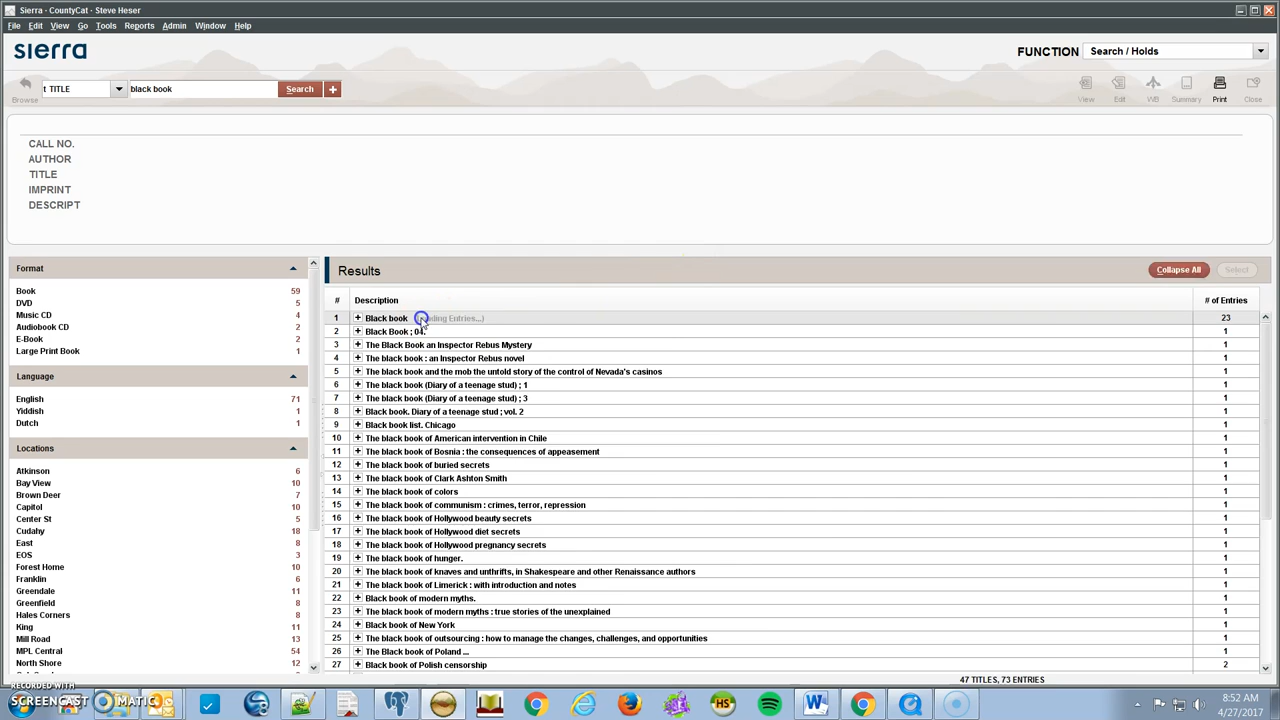 Sierra · CountyCat · Steve Heser
File Edit View Go Tools Reports Admin Window Help
sierra
FUNCTION Search / Holds
t TITLE black book Search +
Browse View Edit WB Summary Print Close
CALL NO.
AUTHOR
TITLE
IMPRINT
DESCRIPT
Format
Book 59
DVD 5
Music CD 4
Audiobook CD 2
E-Book 2
Large Print Book 1
Language
English 71
Yiddish 1
Dutch 1
Locations
Atkinson 6
Bay View 10
Brown Deer 7
Capitol 10
Center St 5
Cudahy 18
East 8
EOS 3
Forest Home 10
Franklin 6
Greendale 11
Greenfield 8
Hales Corners 8
King 11
Mill Road 13
MPL Central 54
North Shore 12
Results Collapse All Select
# Description # of Entries
1 Black book Entries...) 23
2 Black Book ; 04. 1
3 The Black Book an Inspector Rebus Mystery 1
4 The black book : an Inspector Rebus novel 1
5 The black book and the mob the untold story of the control of Nevada's casinos 1
6 The black book (Diary of a teenage stud) ; 1 1
7 The black book (Diary of a teenage stud) ; 3 1
8 Black book. Diary of a teenage stud ; vol. 2 1
9 Black book list. Chicago 1
10 The black book of American intervention in Chile 1
11 The black book of Bosnia : the consequences of appeasement 1
12 The black book of buried secrets 1
13 The black book of Clark Ashton Smith 1
14 The black book of colors 1
15 The black book of communism : crimes, terror, repression 1
16 The black book of Hollywood beauty secrets 1
17 The black book of Hollywood diet secrets 1
18 The black book of Hollywood pregnancy secrets 1
19 The black book of hunger. 1
20 The black book of knaves and unthrifts, in Shakespeare and other Renaissance authors 1
21 The black book of Limerick : with introduction and notes 1
22 Black book of modern myths. 1
23 The black book of modern myths : true stories of the unexplained 1
24 Black book of New York 1
25 The black book of outsourcing : how to manage the changes, challenges, and opportunities 1
26 The Black book of Poland ... 1
27 Black book of Polish censorship 2
47 TITLES, 73 ENTRIES
RECORDED WITH
SCREENCAST MATIC
HS
8:52 AM
4/27/2017